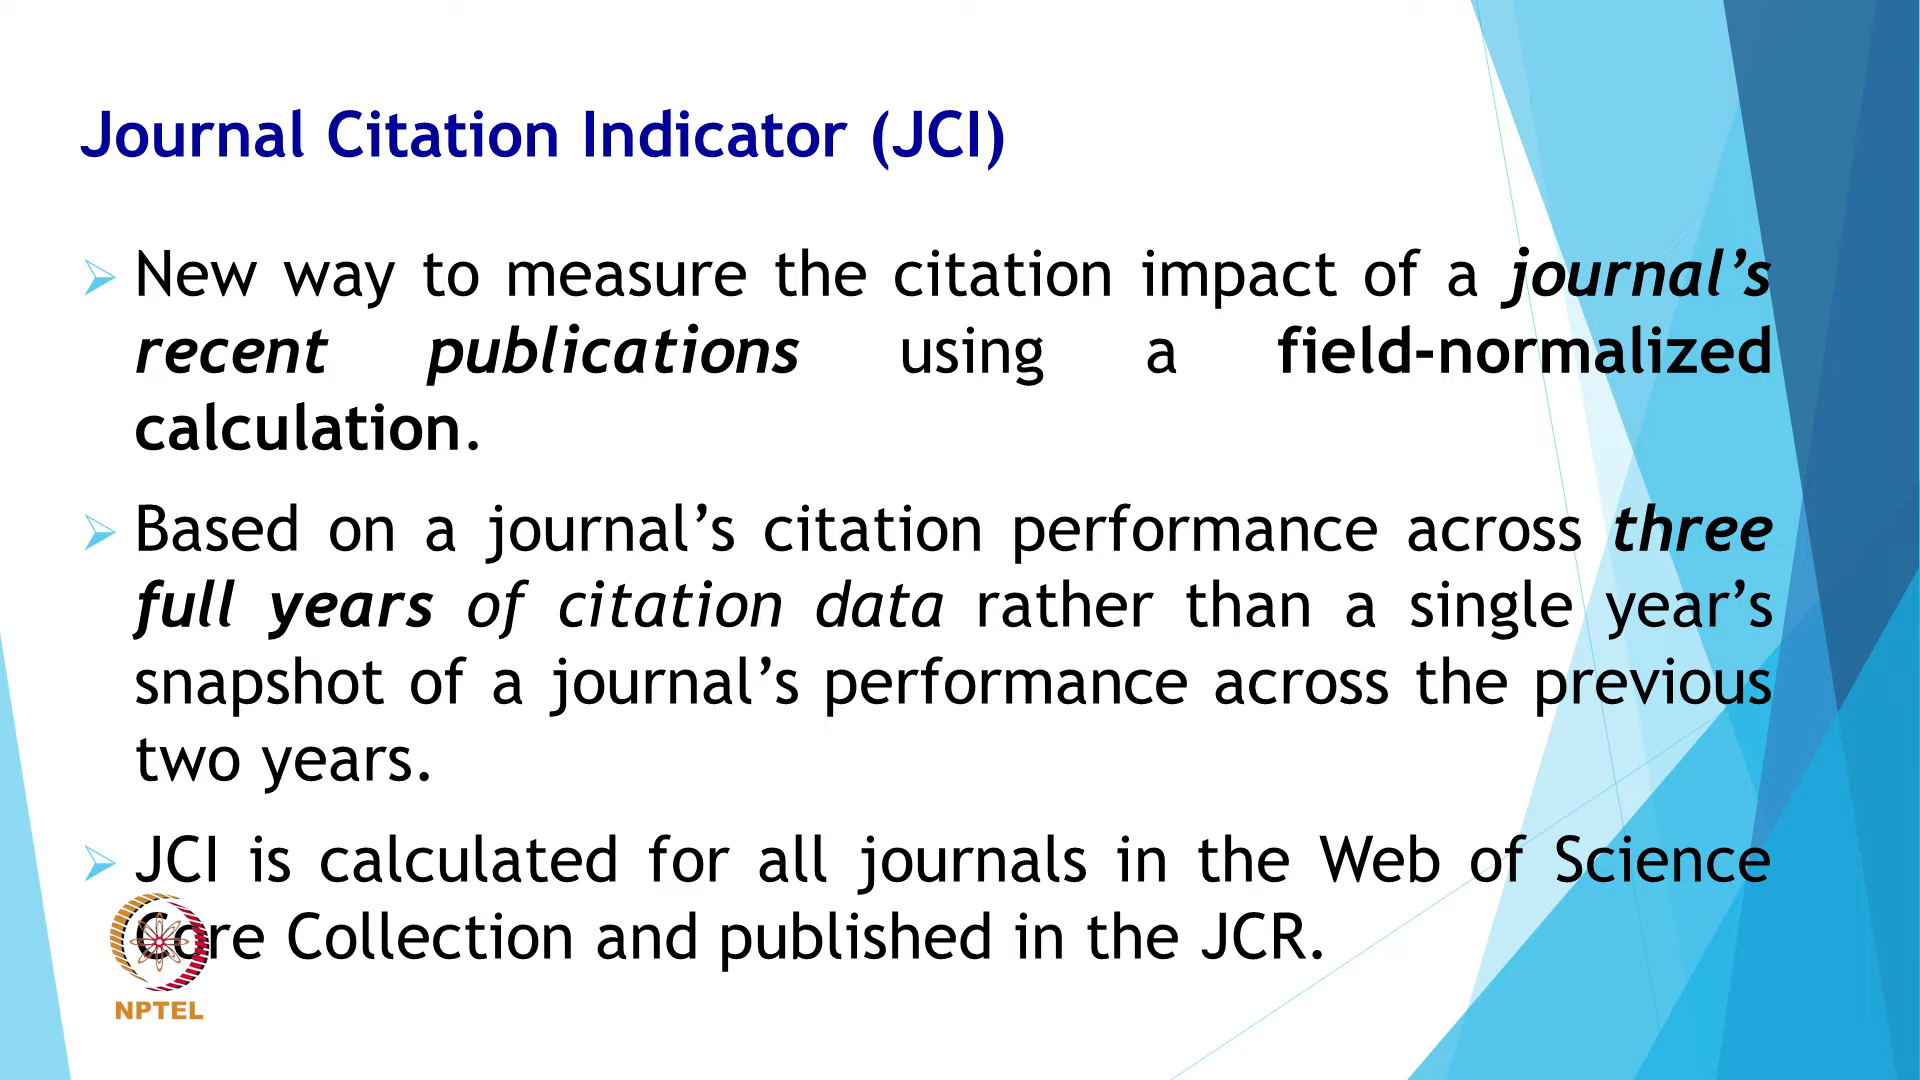 Journal Citation Indicator (JCI)
➢ New way to measure the citation impact of a journal’s
recent publications using a field-normalized
calculation.
➢ Based on a journal’s citation performance across three
full years of citation data rather than a single year’s
snapshot of a journal’s performance across the previous
two years.
➢ JCI is calculated for all journals in the Web of Science
Core Collection and published in the JCR.
NPTEL